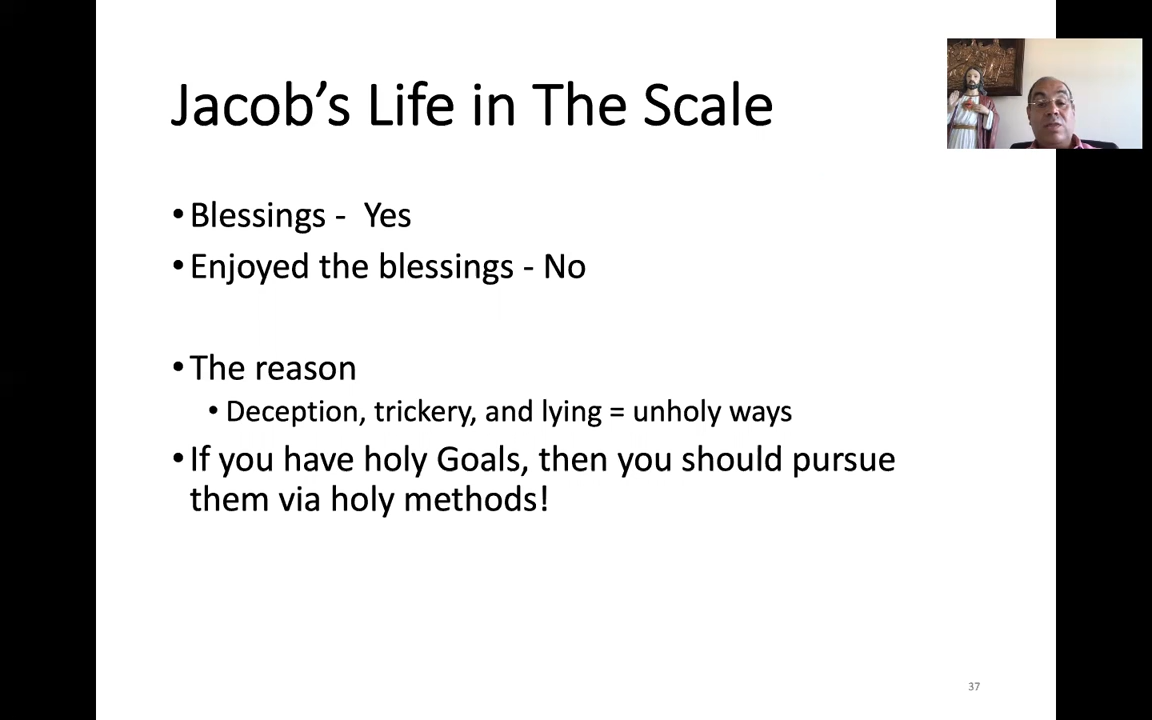 Jacob’s Life in The Scale
•Blessings -  Yes
•Enjoyed the blessings - No
•The reason
•Deception, trickery, and lying = unholy ways
•If you have holy Goals, then you should pursue
them via holy methods!
37